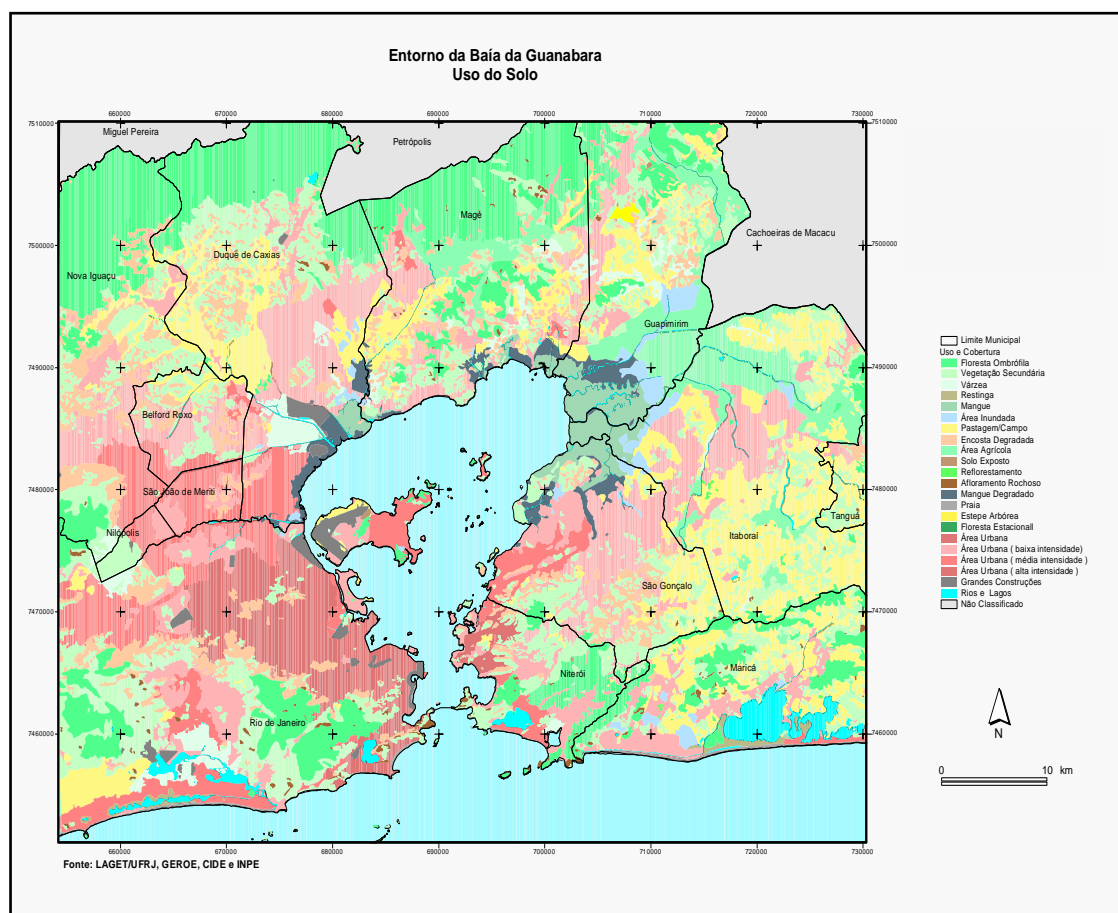 Entorno da Baía da Guanabara
Uso do Solo
660000 670000 680000 690000 700000 710000 720000 730000
7510000 7510000
Miguel Pereira
Petrópolis
Magé
Cachoeiras de Macacu
7500000 7500000
Duque de Caxias
Nova Iguaçu
Guapimirim
7490000 7490000
Belford Roxo
São João de Meriti
7480000 7480000
Tanguá
Nilópolis
Itaboraí
São Gonçalo
7470000 7470000
Niterói
Maricá
Rio de Janeiro
7460000 7460000
660000 670000 680000 690000 700000 710000 720000 730000
Fonte: LAGET/UFRJ, GEROE, CIDE e INPE
Limite Municipal
Uso e Cobertura
Floresta Ombrófila
Vegetação Secundária
Várzea
Restinga
Mangue
Área Inundada
Pastagem/Campo
Encosta Degradada
Área Agrícola
Solo Exposto
Reflorestamento
Afloramento Rochoso
Mangue Degradado
Praia
Estepe Arbórea
Floresta Estacionall
Área Urbana
Área Urbana ( baixa intensidade)
Área Urbana ( média intensidade )
Área Urbana ( alta intensidade )
Grandes Construções
Rios e Lagos
Não Classificado
N
0 10 km